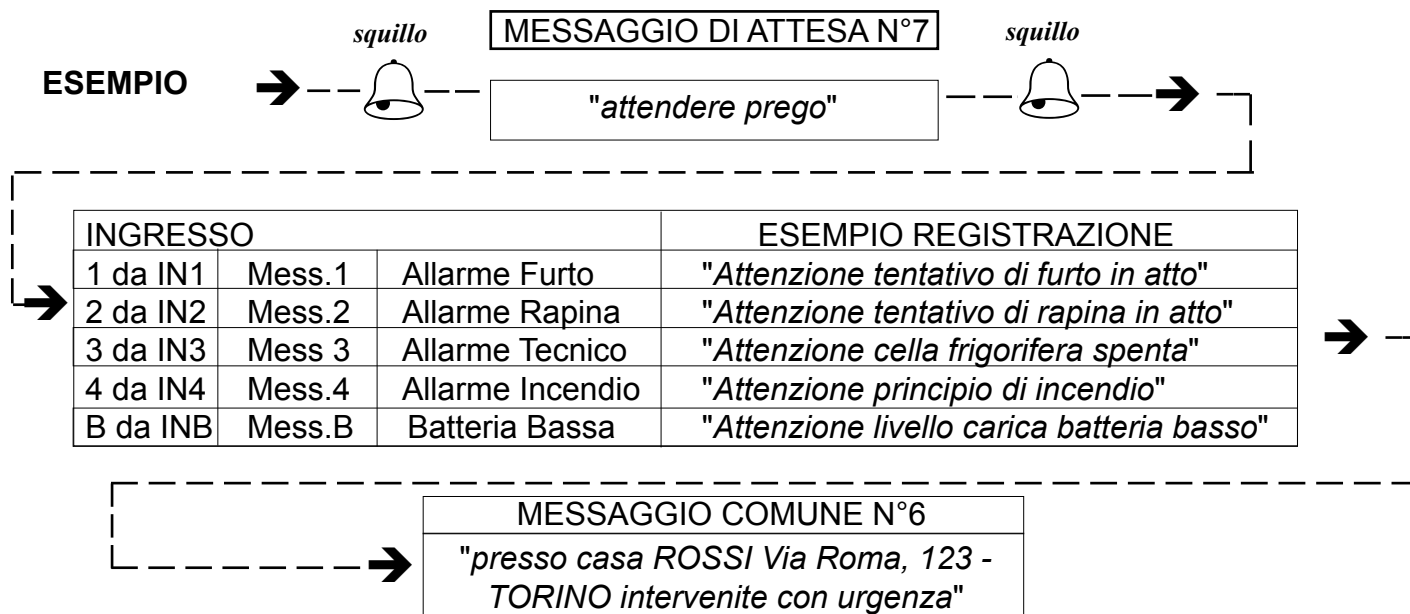 squillo MESSAGGIO DI ATTESA N°7 squillo
ESEMPIO "attendere prego"
INGRESSO ESEMPIO REGISTRAZIONE
1 da IN1 Mess.1 Allarme Furto "Attenzione tentativo di furto in atto"
2 da IN2 Mess.2 Allarme Rapina "Attenzione tentativo di rapina in atto"
3 da IN3 Mess 3 Allarme Tecnico "Attenzione cella frigorifera spenta"
4 da IN4 Mess.4 Allarme Incendio "Attenzione principio di incendio"
B da INB Mess.B Batteria Bassa "Attenzione livello carica batteria basso"
MESSAGGIO COMUNE N°6
"presso casa ROSSI Via Roma, 123 -
TORINO intervenite con urgenza"